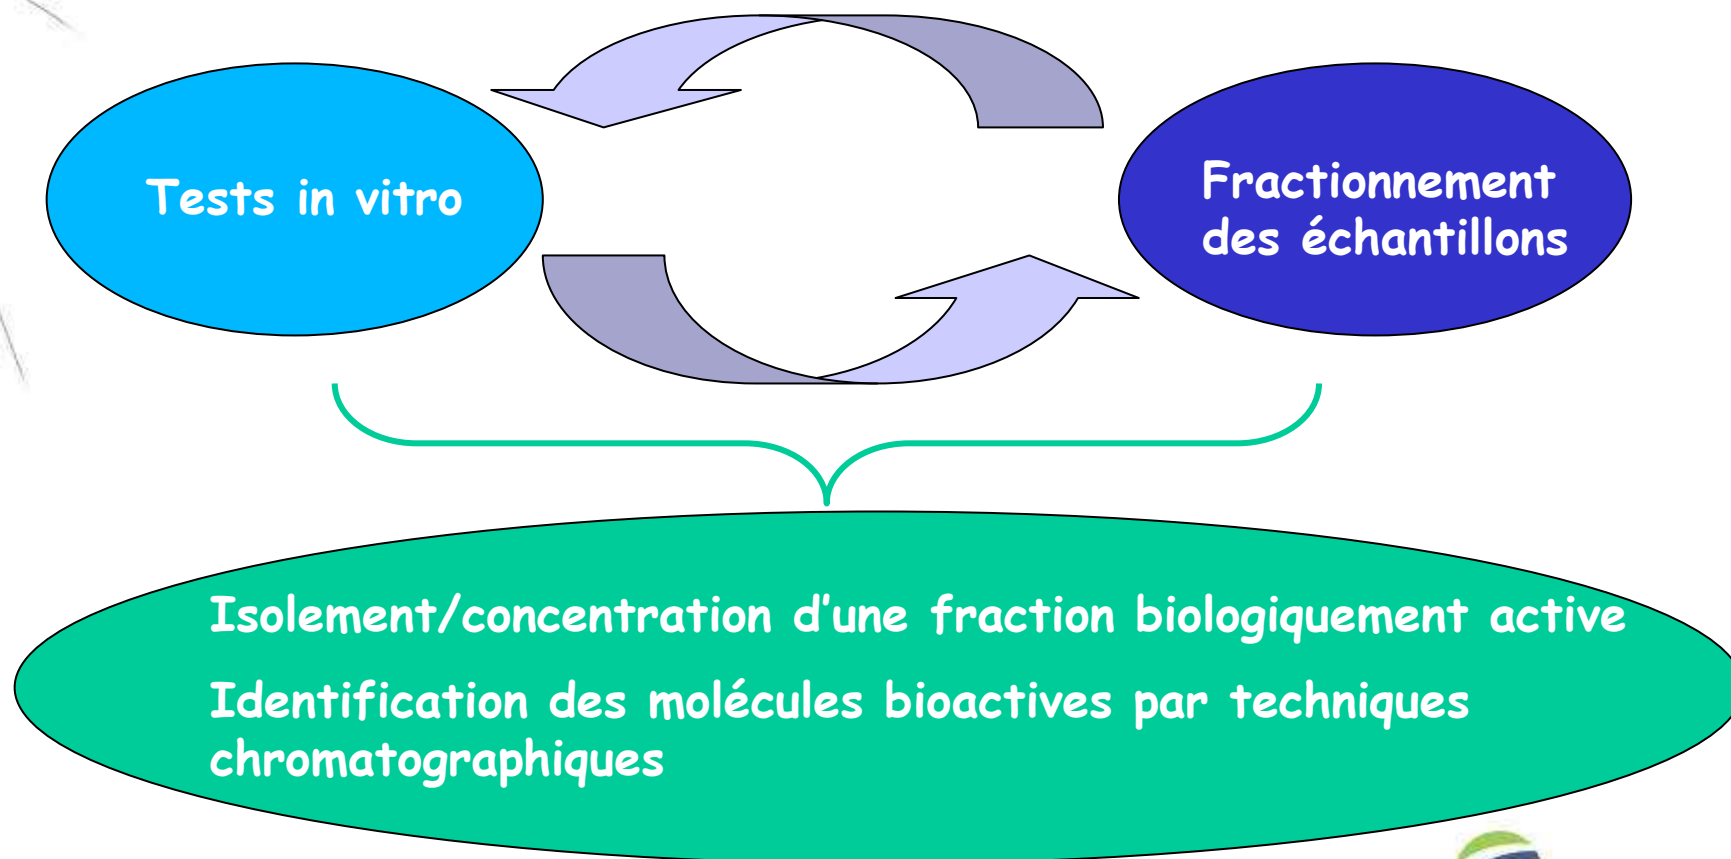 Tests in vitro
Fractionnement
des échantillons
Isolement/concentration d'une fraction biologiquement active
Identification des molécules bioactives par techniques
chromatographiques